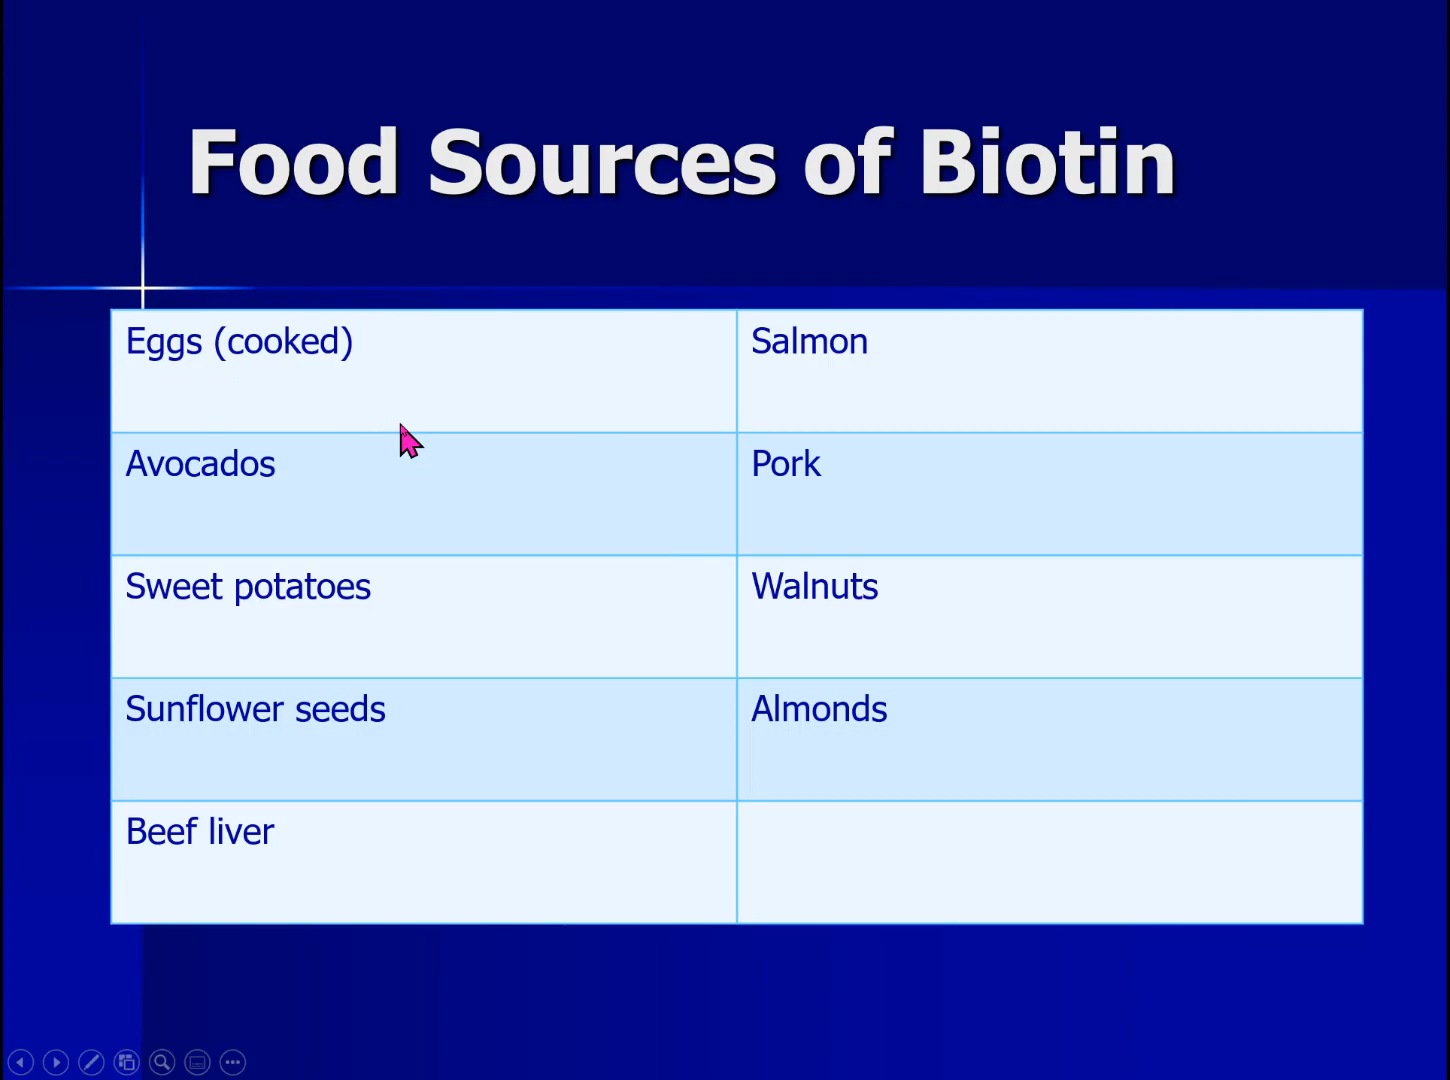 Food Sources of Biotin
Eggs (cooked)
Salmon
Avocados
Pork
Sweet potatoes
Walnuts
Sunflower seeds
Almonds
Beef liver